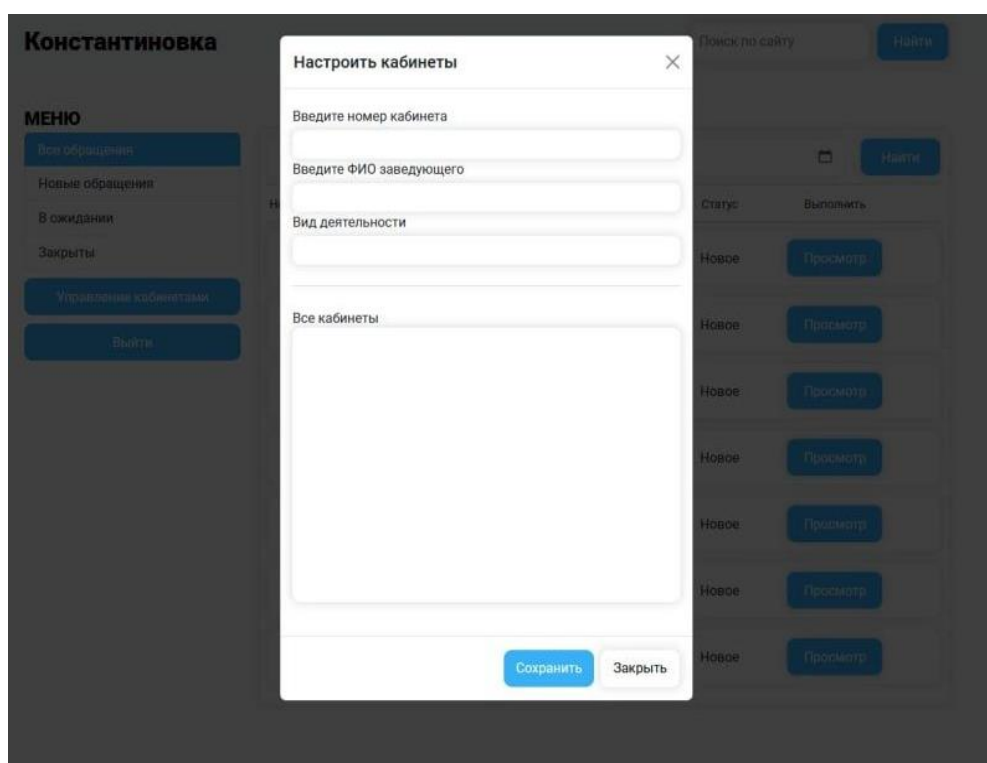 Константиновка
Поиск по сайту
Найти
Настроить кабинеты
МЕНЮ
Все обращения
Новые обращения
В ожидании
Закрыты
Управление кабинетами
Выйти
Введите номер кабинета
Введите ФИО заведующего
Вид деятельности
Все кабинеты
Сохранить
Закрыть
Найти
Статус
Выполнить
Новое
Просмотр
Новое
Просмотр
Новое
Просмотр
Новое
Просмотр
Новое
Просмотр
Новое
Просмотр
Новое
Просмотр